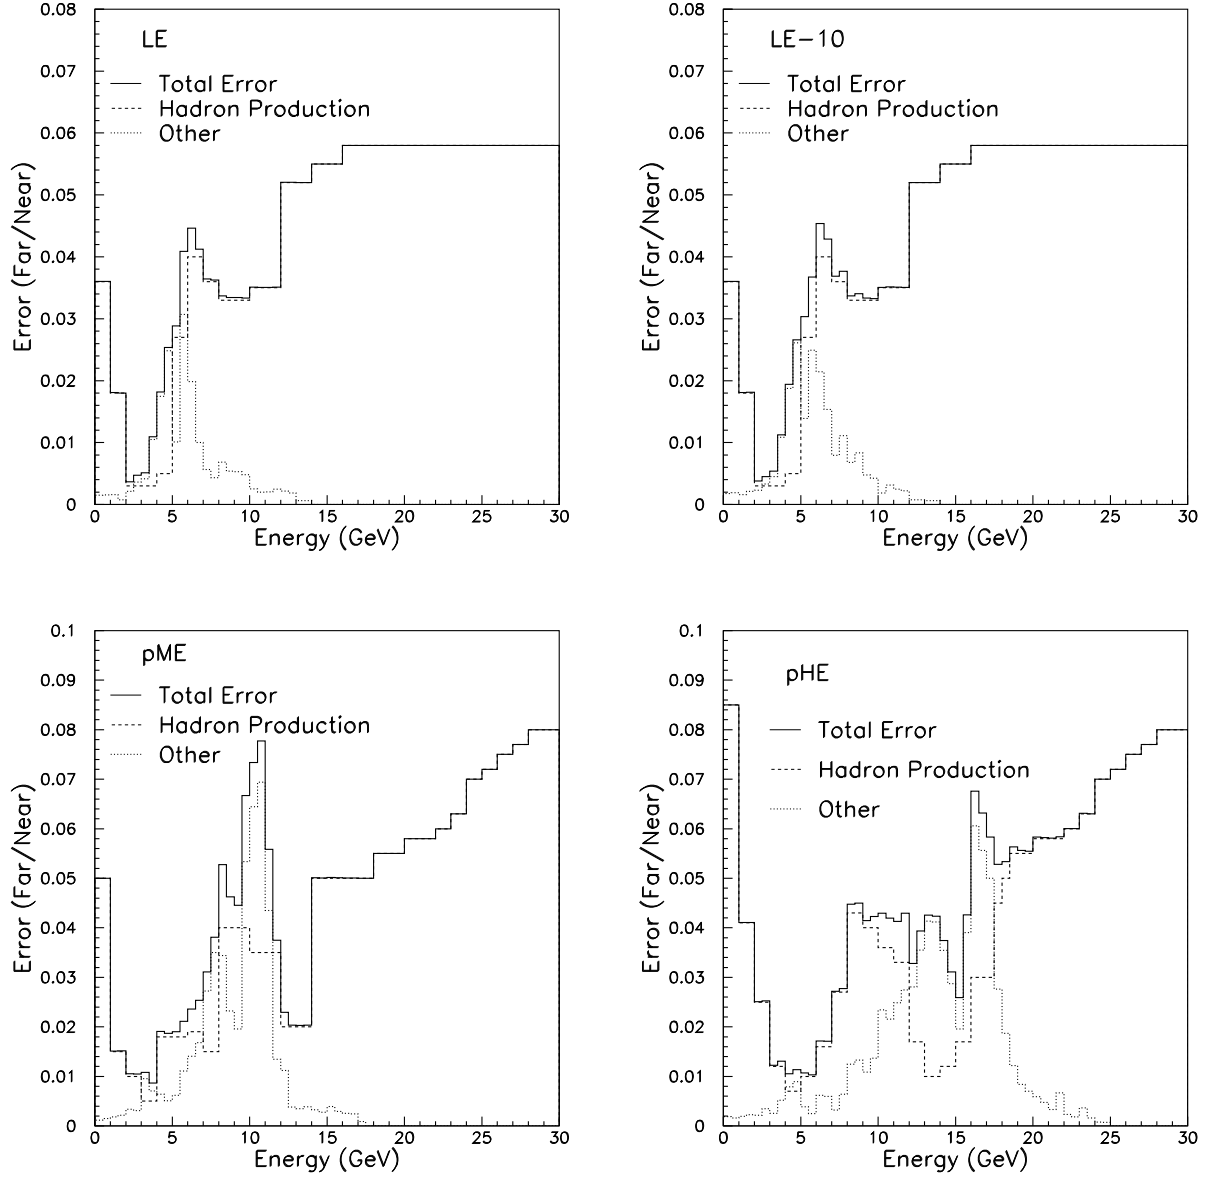 LE
Total Error
Hadron Production
Other
Error (Far/Near)
0.08
0.07
0.06
0.05
0.04
0.03
0.02
0.01
0
0 5 10 15 20 25 30
Energy (GeV)
LE-10
Total Error
Hadron Production
Other
Error (Far/Near)
0.08
0.07
0.06
0.05
0.04
0.03
0.02
0.01
0
0 5 10 15 20 25 30
Energy (GeV)
pME
Total Error
Hadron Production
Other
Error (Far/Near)
0.1
0.09
0.08
0.07
0.06
0.05
0.04
0.03
0.02
0.01
0
0 5 10 15 20 25 30
Energy (GeV)
pHE
Total Error
Hadron Production
Other
Error (Far/Near)
0.1
0.09
0.08
0.07
0.06
0.05
0.04
0.03
0.02
0.01
0
0 5 10 15 20 25 30
Energy (GeV)